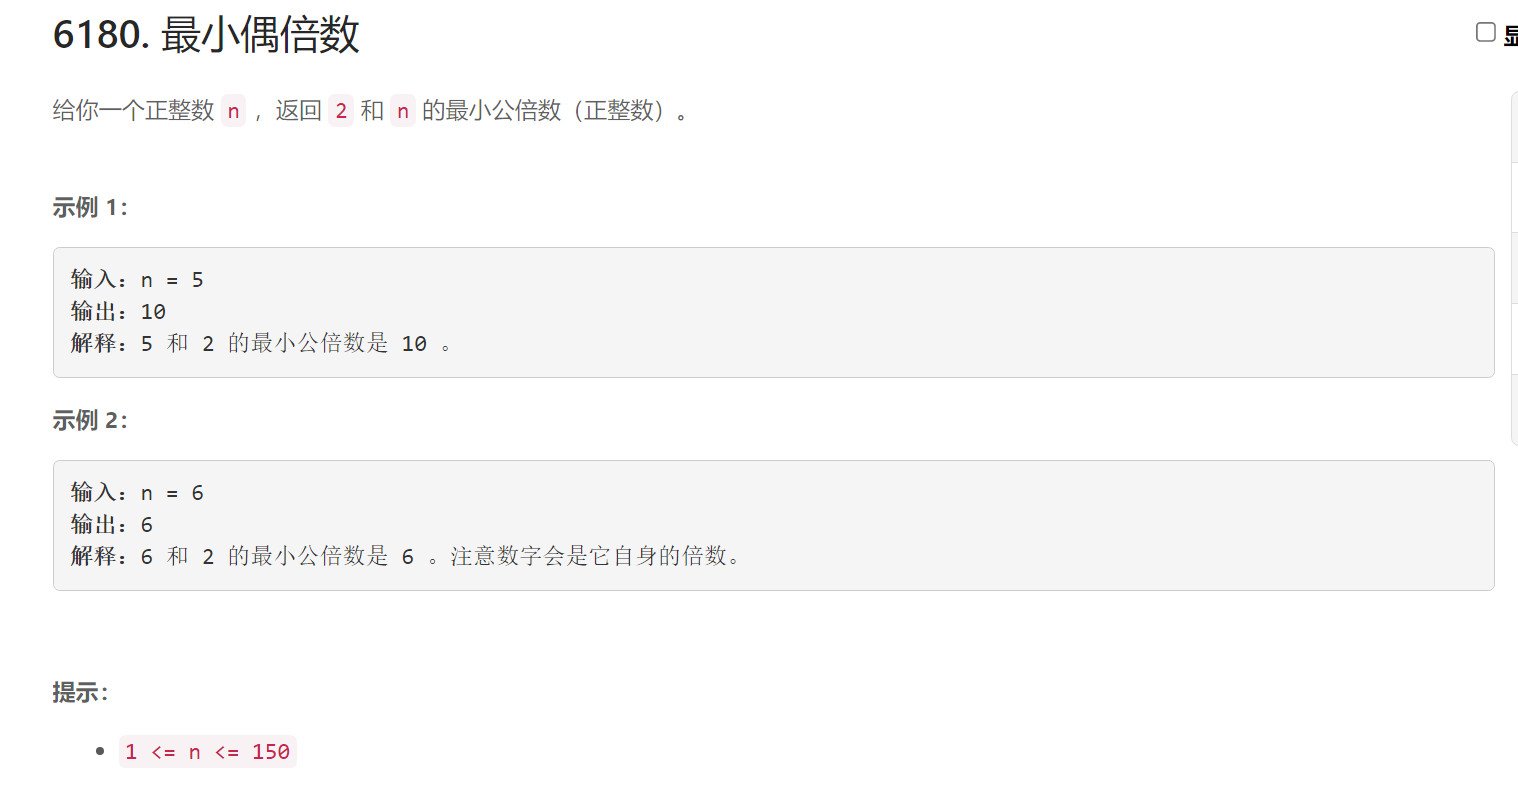 6180. 最小偶倍数
显
给你一个正整数 n ，返回 2 和 n 的最小公倍数（正整数）。
示例 1：
输入：n = 5
输出：10
解释：5 和 2 的最小公倍数是 10 。
示例 2：
输入：n = 6
输出：6
解释：6 和 2 的最小公倍数是 6 。注意数字会是它自身的倍数。
提示：
1 <= n <= 150